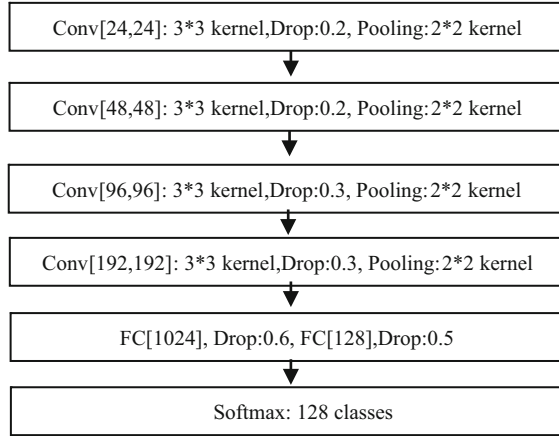 Conv[24,24]: 3*3 kernel,Drop:0.2, Pooling:2*2 kernel
Conv[48,48]: 3*3 kernel,Drop:0.2, Pooling:2*2 kernel
Conv[96,96]: 3*3 kernel,Drop:0.3, Pooling:2*2 kernel
Conv[192,192]: 3*3 kernel,Drop:0.3, Pooling:2*2 kernel
FC[1024], Drop:0.6, FC[128],Drop:0.5
Softmax: 128 classes